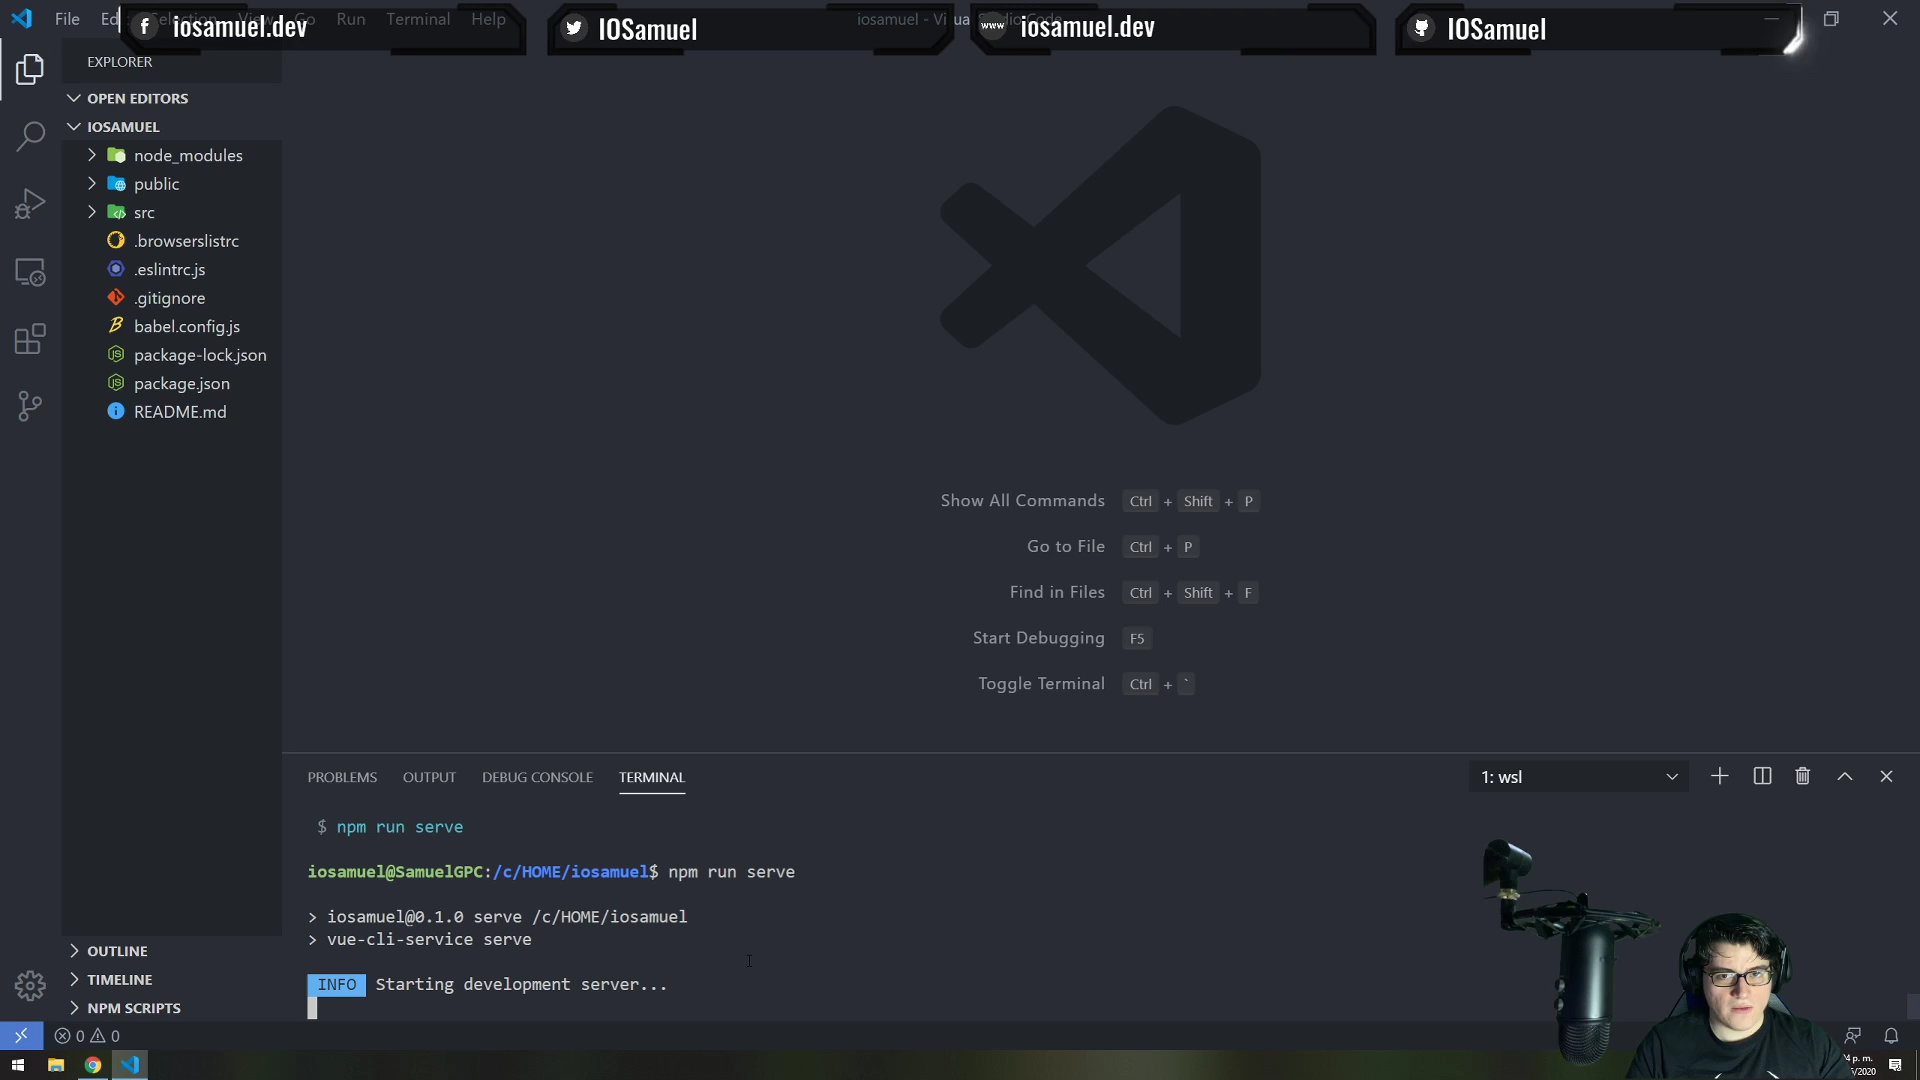 File
Selection View Go Run Terminal Help
iosamuel.dev
IOSamuel
iosamuel.dev
IOSamuel
EXPLORER
OPEN EDITORS
IOSAMUEL
node_modules
public
src
.browserslistrc
.eslintrc.js
.gitignore
babel.config.js
package-lock.json
package.json
README.md
OUTLINE
TIMELINE
NPM SCRIPTS
Show All Commands Ctrl + Shift + P
Go to File Ctrl + P
Find in Files Ctrl + Shift + F
Start Debugging F5
Toggle Terminal Ctrl + `
PROBLEMS OUTPUT DEBUG CONSOLE TERMINAL
1: wsl
$ npm run serve
iosamuel@SamuelGPC:/c/HOME/iosamuel$ npm run serve
> iosamuel@0.1.0 serve /c/HOME/iosamuel
> vue-cli-service serve
INFO Starting development server...
0 0